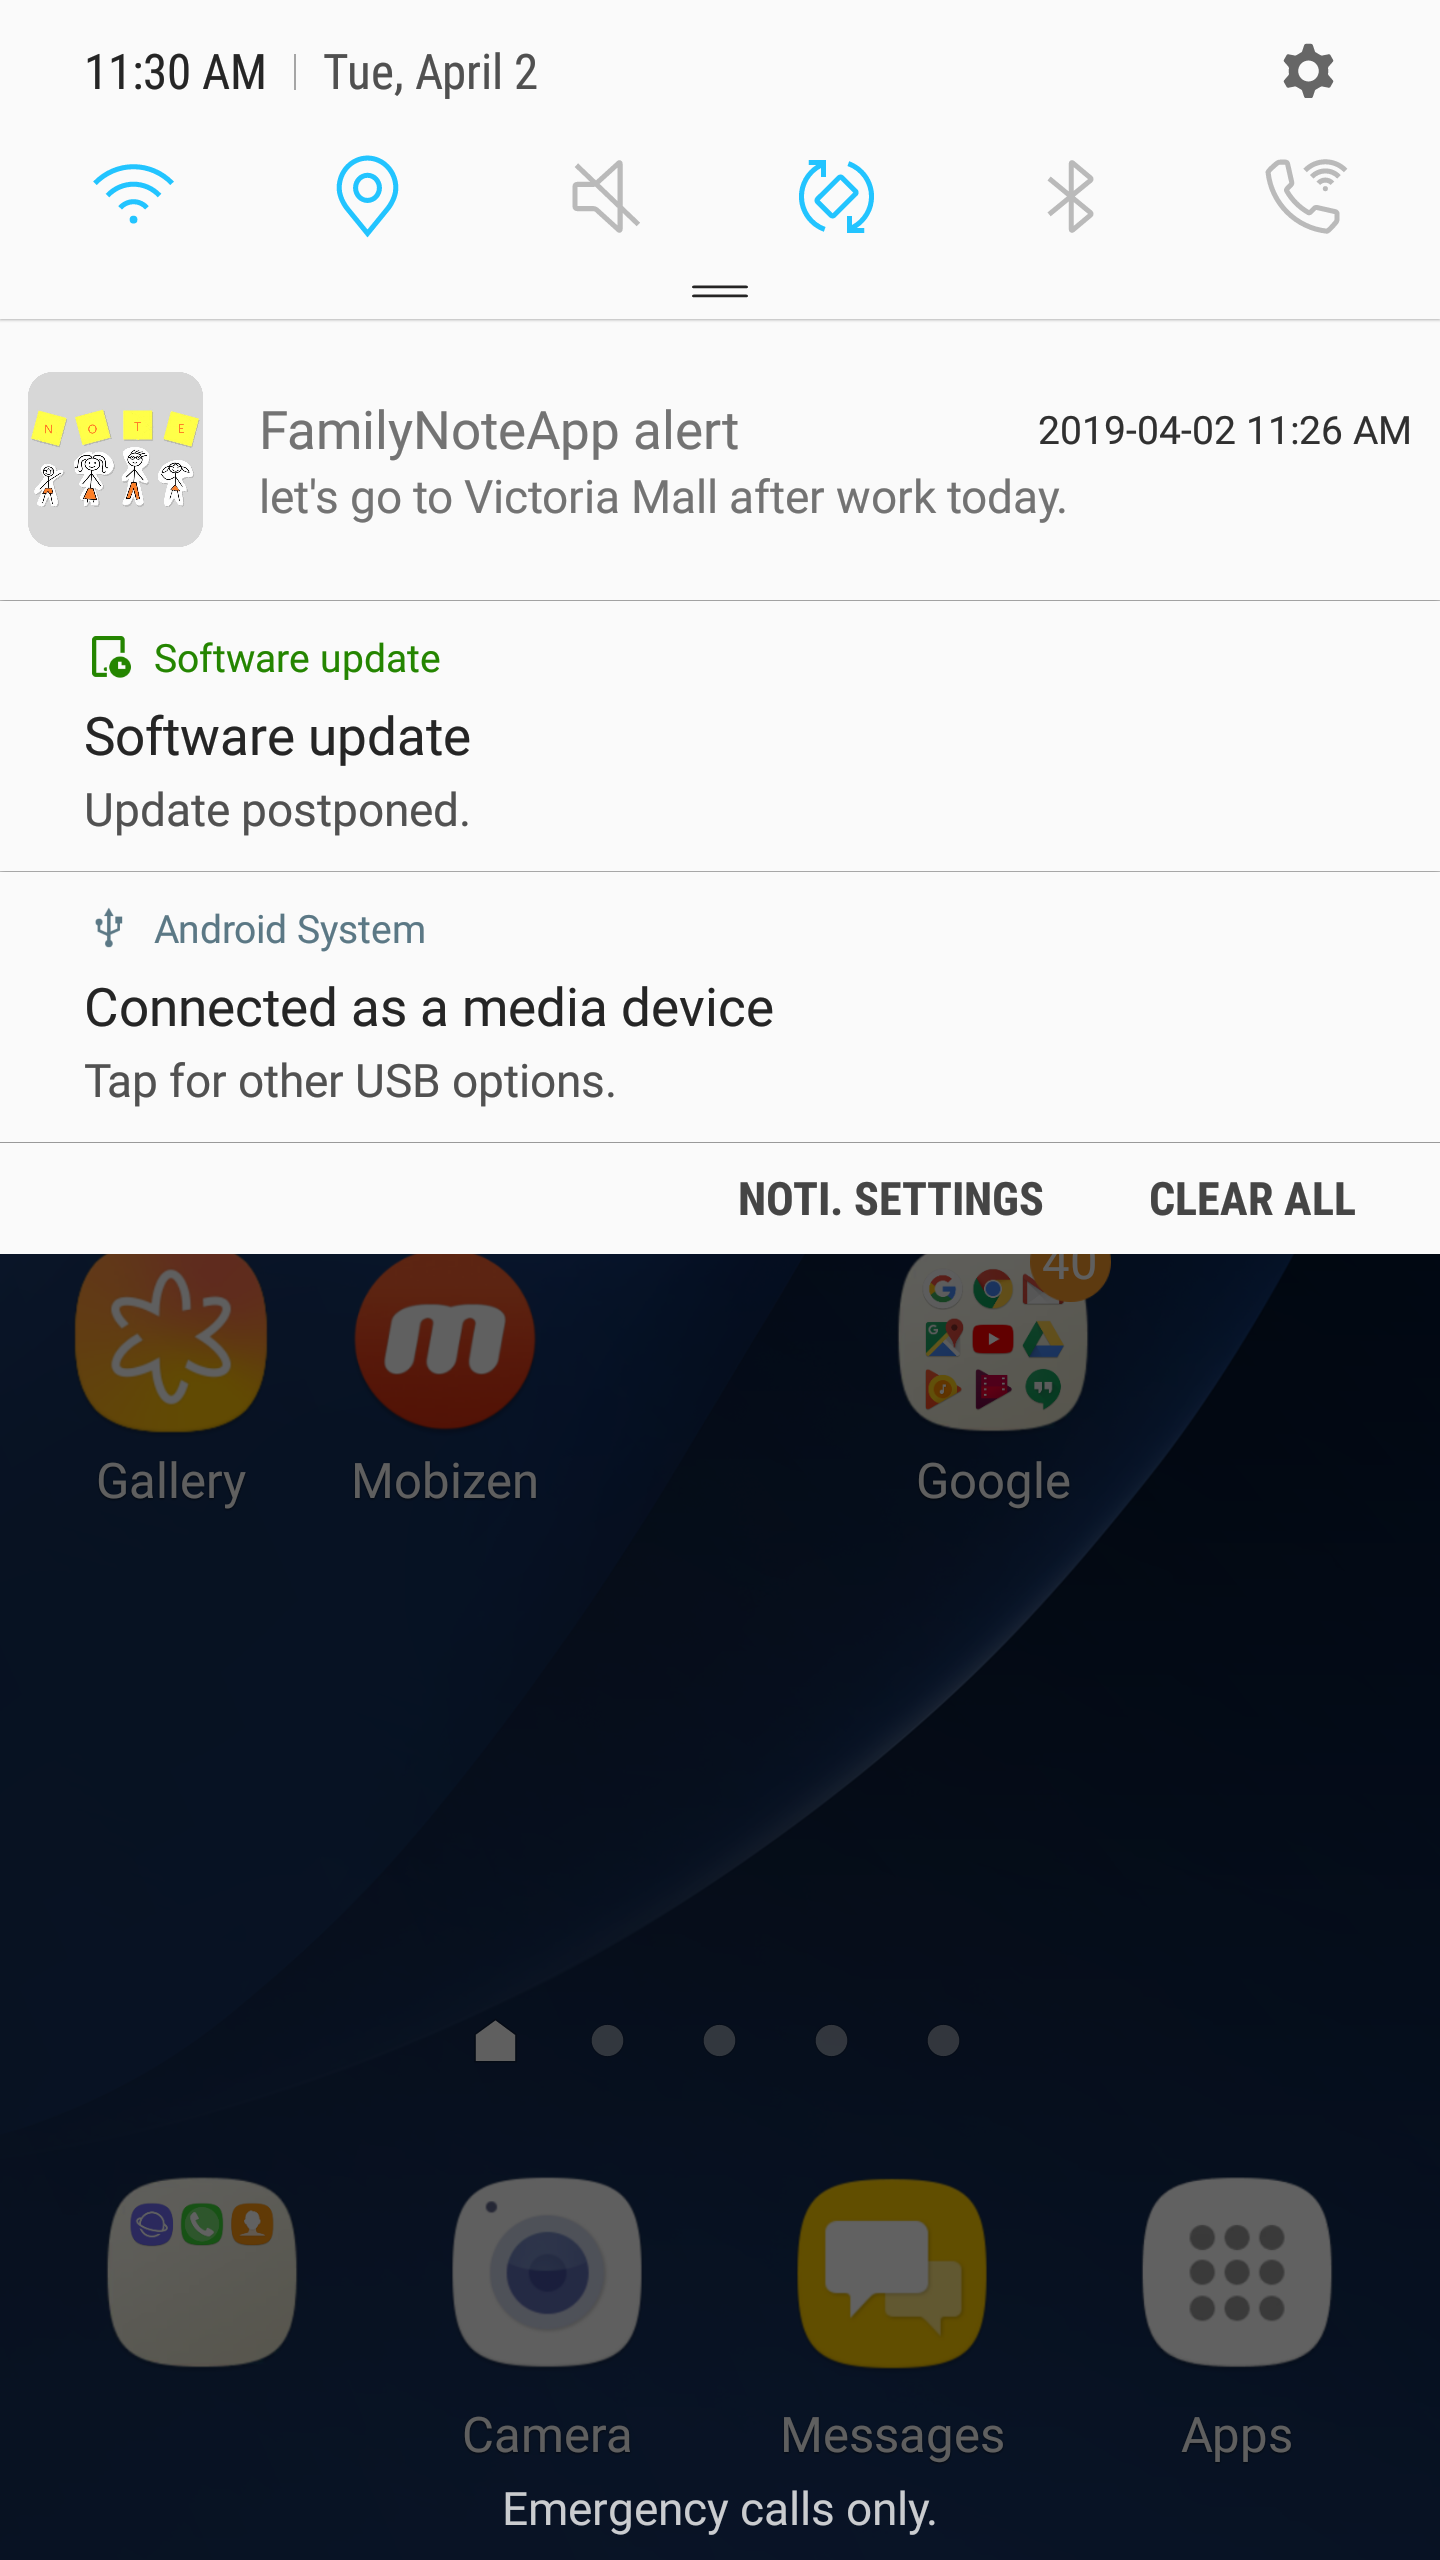 11:30 AM | Tue, April 2
N O T E
FamilyNoteApp alert 2019-04-02 11:26 AM
let's go to Victoria Mall after work today.
Software update
Software update
Update postponed.
Android System
Connected as a media device
Tap for other USB options.
NOTI. SETTINGS CLEAR ALL
40
Gallery Mobizen Google
Camera Messages Apps
Emergency calls only.